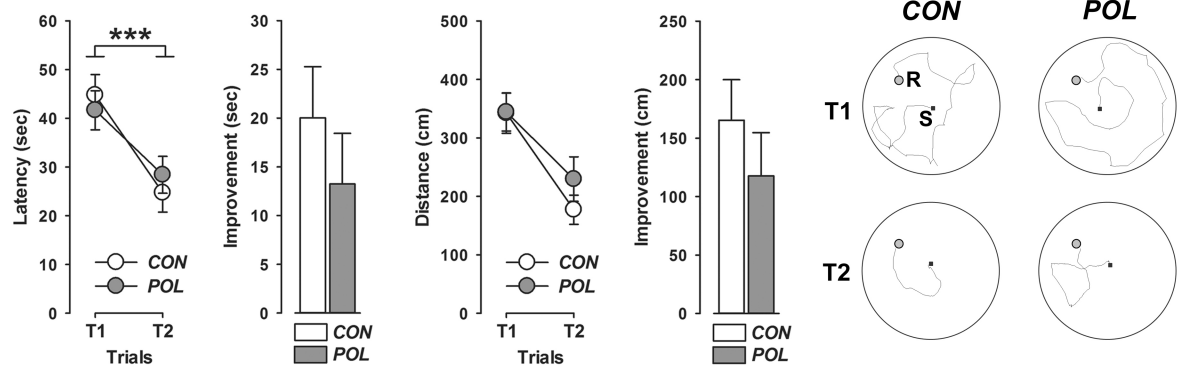 60
50
40
30
20
10
0
Latency (sec)
***
CON
POL
T1 T2
Trials
30
25
20
15
10
5
0
Improvement (sec)
CON
POL
500
400
300
200
100
0
Distance (cm)
CON
POL
T1 T2
Trials
250
200
150
100
50
0
Improvement (cm)
CON
POL
CON POL
T1
R
S
T2